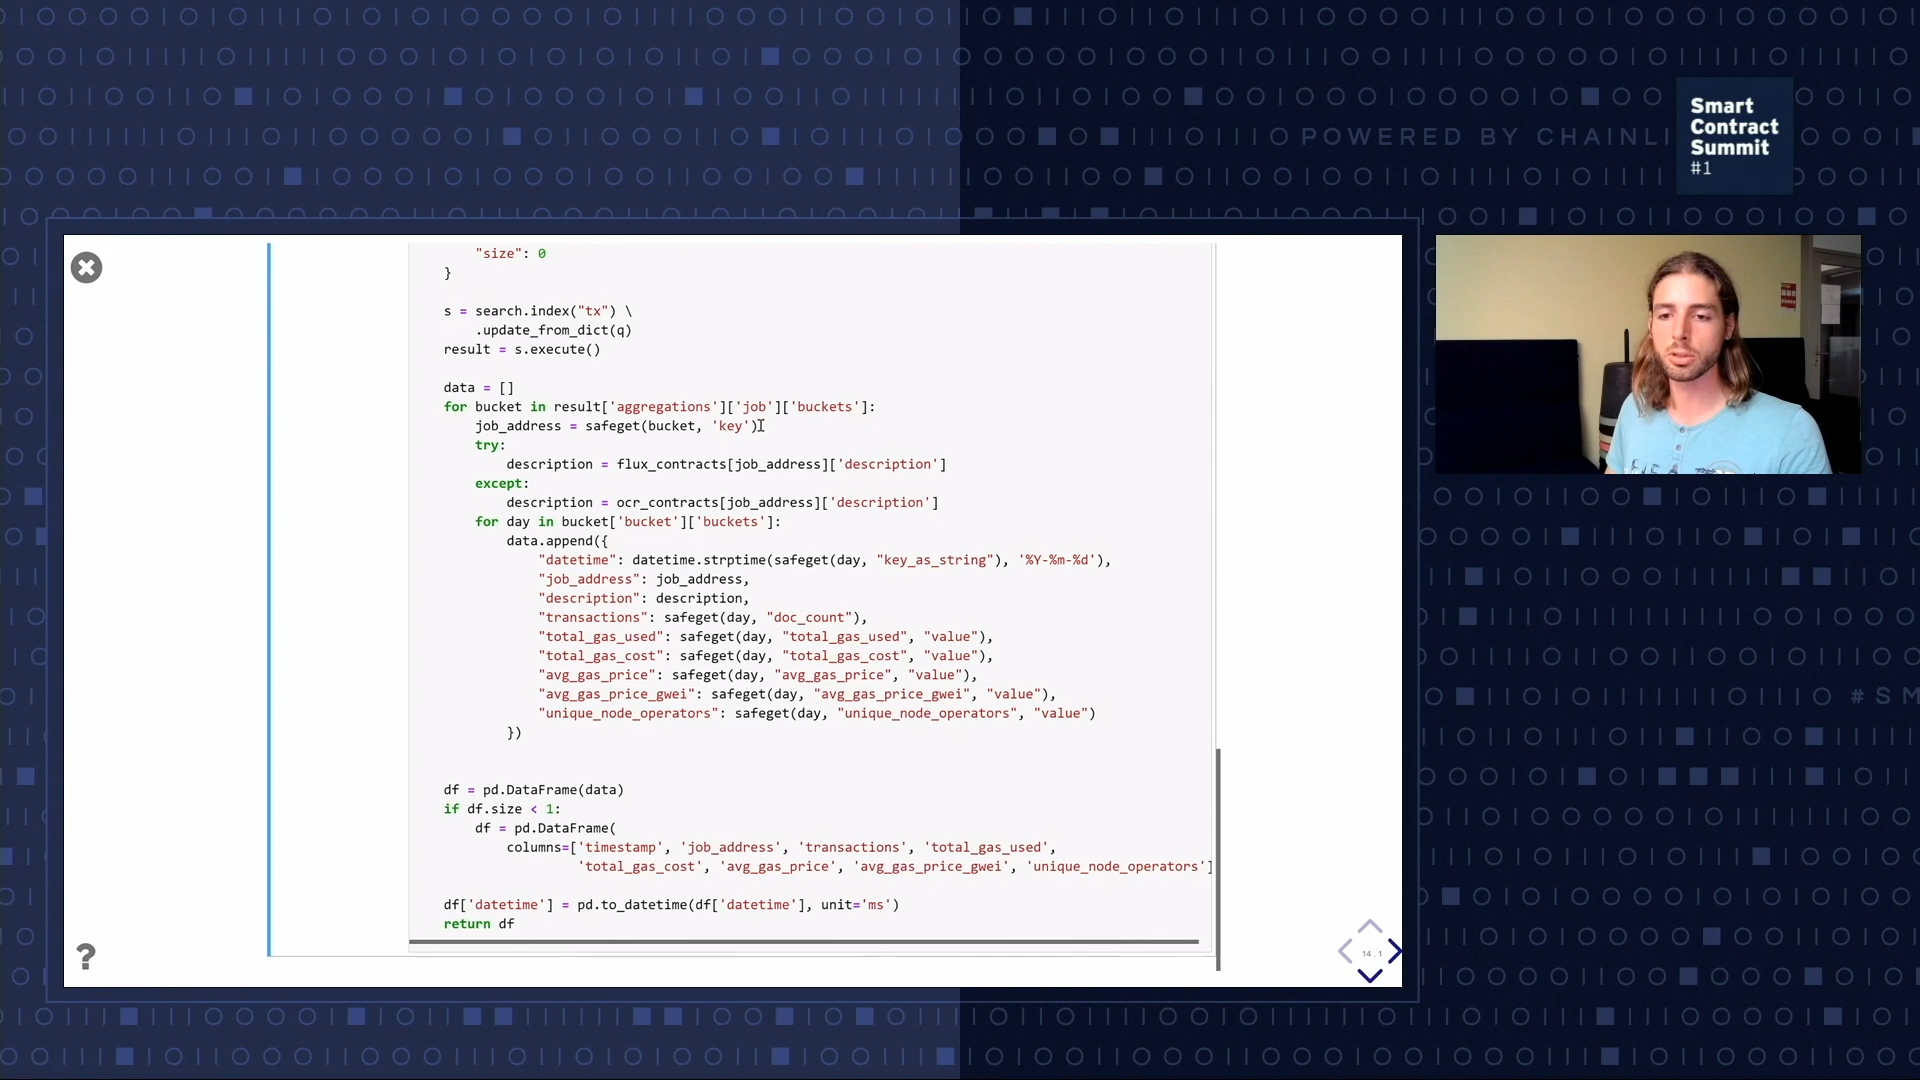 POWERED BY CHAINLI
Smart
Contract
Summit
#1
"size": 0
}
s = search.index("tx") \
.update_from_dict(q)
result = s.execute()
data = []
for bucket in result['aggregations']['job']['buckets']:
job_address = safeget(bucket, 'key')
try:
description = flux_contracts[job_address]['description']
except:
description = ocr_contracts[job_address]['description']
for day in bucket['bucket']['buckets']:
data.append({
"datetime": datetime.strptime(safeget(day, "key_as_string"), '%Y-%m-%d'),
"job_address": job_address,
"description": description,
"transactions": safeget(day, "doc_count"),
"total_gas_used": safeget(day, "total_gas_used", "value"),
"total_gas_cost": safeget(day, "total_gas_cost", "value"),
"avg_gas_price": safeget(day, "avg_gas_price", "value"),
"avg_gas_price_gwei": safeget(day, "avg_gas_price_gwei", "value"),
"unique_node_operators": safeget(day, "unique_node_operators", "value")
})
df = pd.DataFrame(data)
if df.size < 1:
df = pd.DataFrame(
columns=['timestamp', 'job_address', 'transactions', 'total_gas_used',
'total_gas_cost', 'avg_gas_price', 'avg_gas_price_gwei', 'unique_node_operators']
df['datetime'] = pd.to_datetime(df['datetime'], unit='ms')
return df
?
14.1
# S M